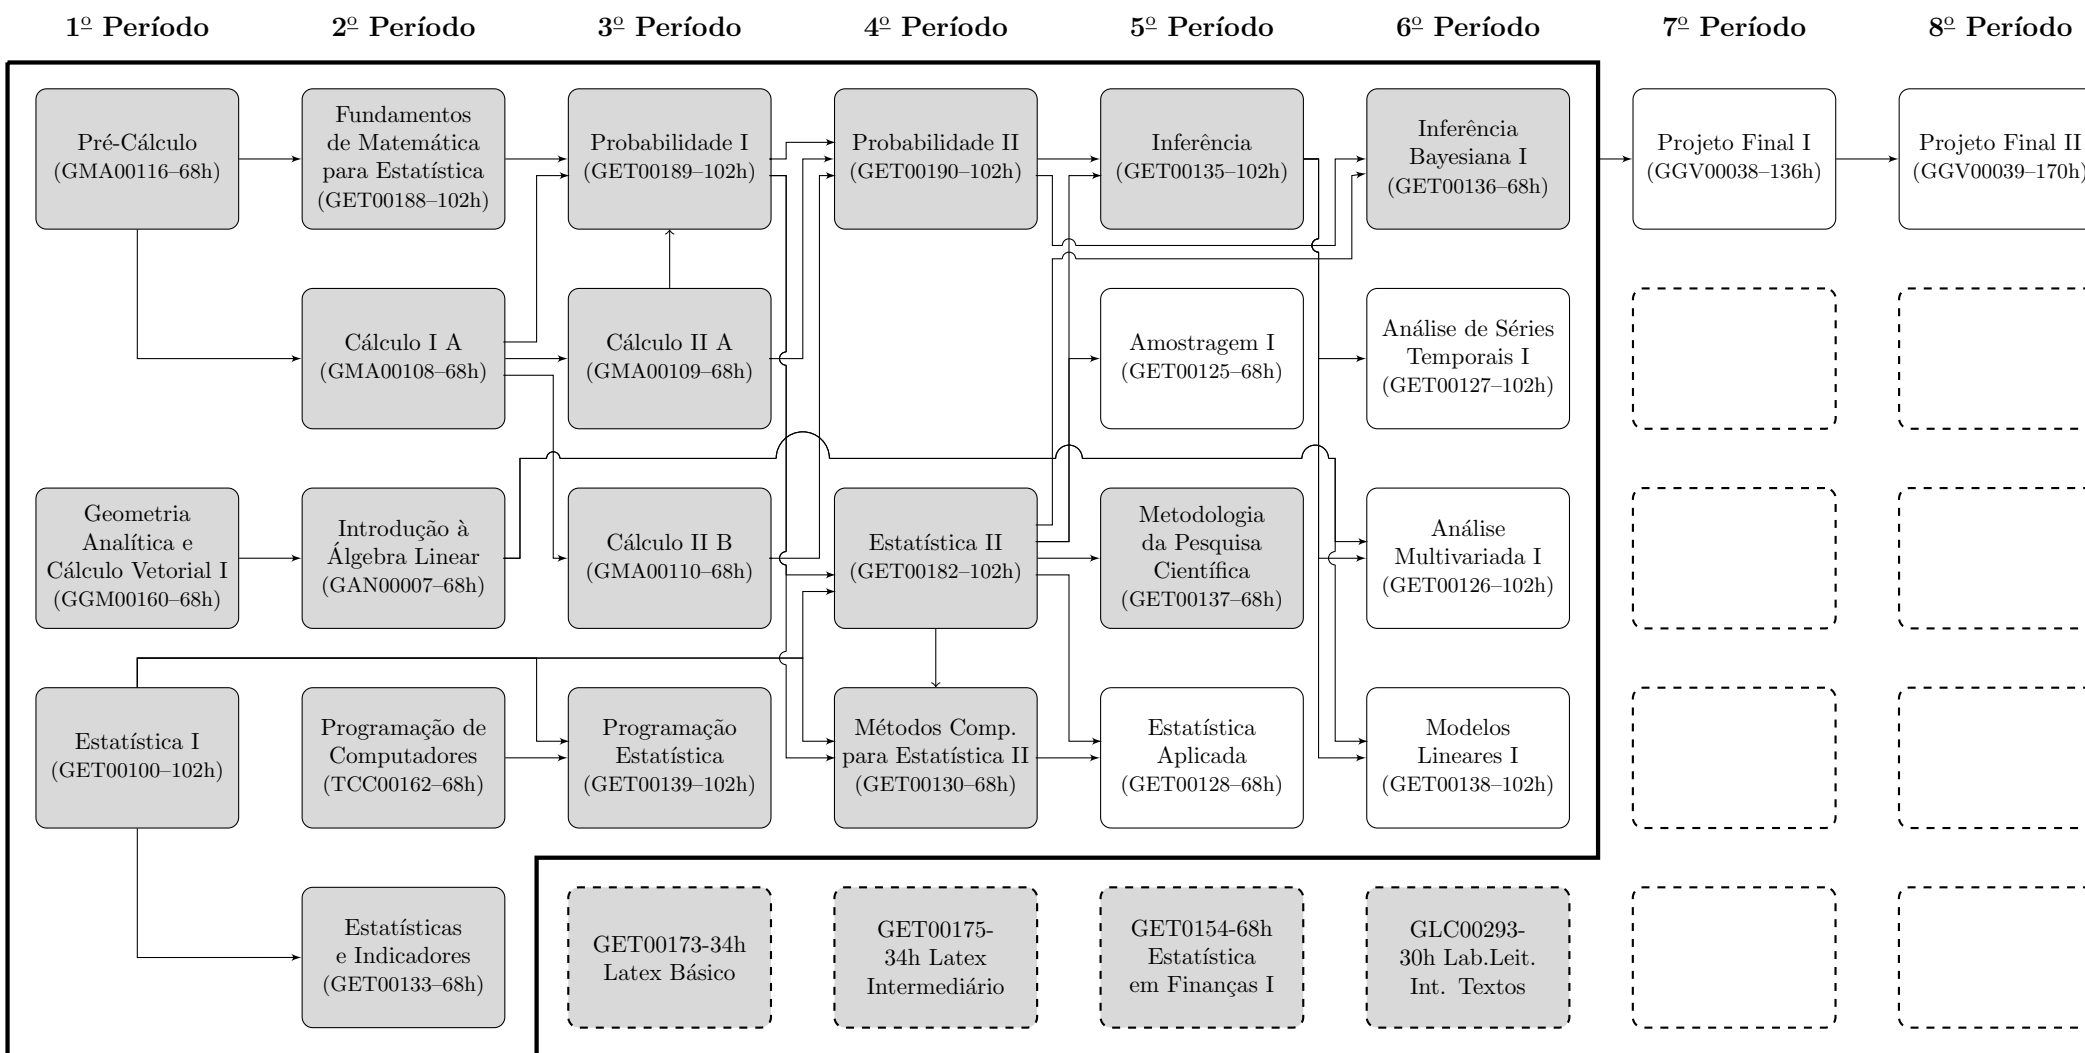 1º Período
2º Período
3º Período
4º Período
5º Período
6º Período
7º Período
8º Período
Pré-Cálculo
(GMA00116–68h)
Fundamentos
de Matemática
para Estatística
(GET00188–102h)
Probabilidade I
(GET00189–102h)
Probabilidade II
(GET00190–102h)
Inferência
(GET00135–102h)
Inferência
Bayesiana I
(GET00136–68h)
Projeto Final I
(GGV00038–136h)
Projeto Final II
(GGV00039–170h)
Cálculo I A
(GMA00108–68h)
Cálculo II A
(GMA00109–68h)
Amostragem I
(GET00125–68h)
Análise de Séries
Temporais I
(GET00127–102h)
Geometria
Analítica e
Cálculo Vetorial I
(GGM00160–68h)
Introdução à
Álgebra Linear
(GAN00007–68h)
Cálculo II B
(GMA00110–68h)
Estatística II
(GET00182–102h)
Metodologia
da Pesquisa
Científica
(GET00137–68h)
Análise
Multivariada I
(GET00126–102h)
Estatística I
(GET00100–102h)
Programação de
Computadores
(TCC00162–68h)
Programação
Estatística
(GET00139–102h)
Métodos Comp.
para Estatística II
(GET00130–68h)
Estatística
Aplicada
(GET00128–68h)
Modelos
Lineares I
(GET00138–102h)
Estatísticas
e Indicadores
(GET00133–68h)
GET00173-34h
Latex Básico
GET00175-
34h Latex
Intermediário
GET0154-68h
Estatística
em Finanças I
GLC00293-
30h Lab.Leit.
Int. Textos